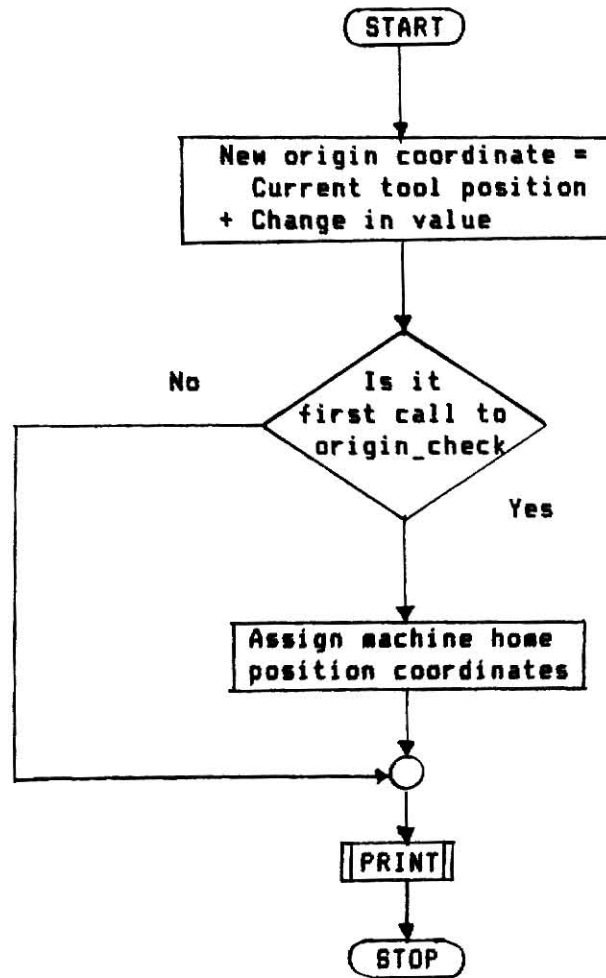 START
New origin coordinate =
Current tool position
+ Change in value
Is it
first call to
origin_check
No
Yes
Assign machine home
position coordinates
PRINT
STOP